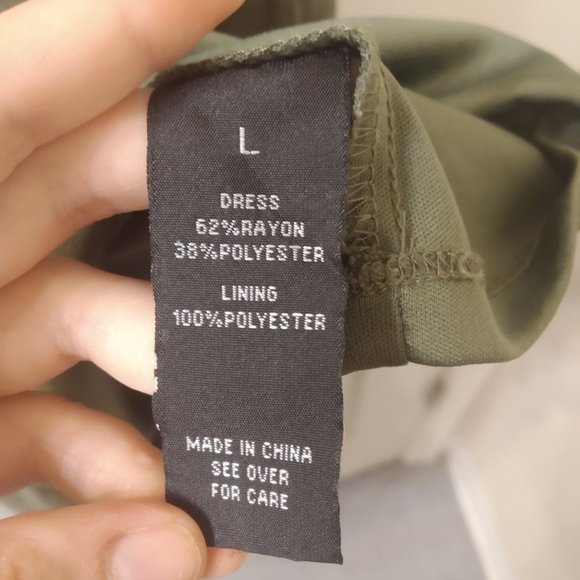 L
DRESS
62%RAYON
38%POLYESTER
LINING
100%POLYESTER
MADE IN CHINA
SEE OVER
FOR CARE